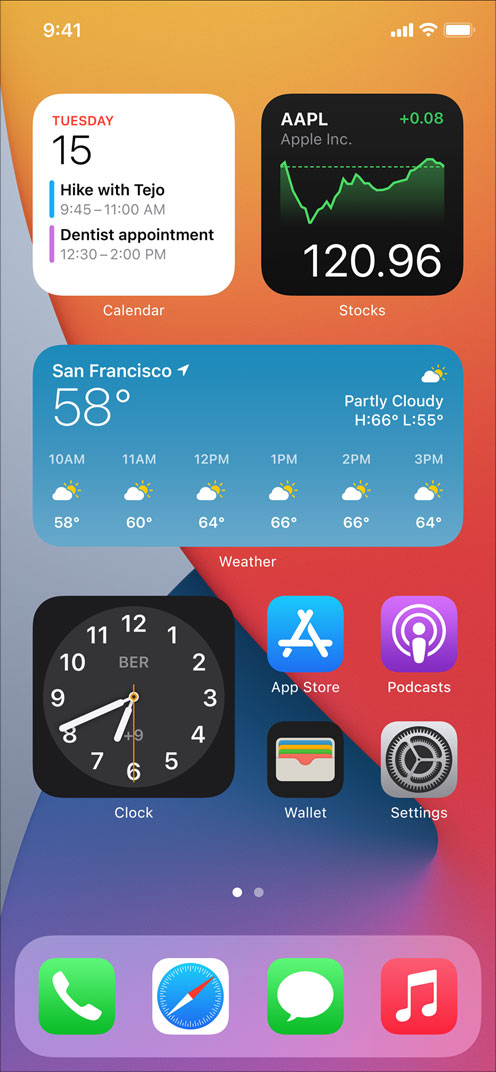 9:41
TUESDAY
15
Hike with Tejo
9:45 – 11:00 AM
Dentist appointment
12:30 – 2:00 PM
Calendar
AAPL +0.08
Apple Inc.
120.96
Stocks
San Francisco
58°
Partly Cloudy
H:66° L:55°
10AM 11AM 12PM 1PM 2PM 3PM
58° 60° 64° 66° 66° 64°
Weather
12
11 1
10 BER 2
9 3
8 +9 4
7 5
6
Clock
App Store Podcasts
Wallet Settings